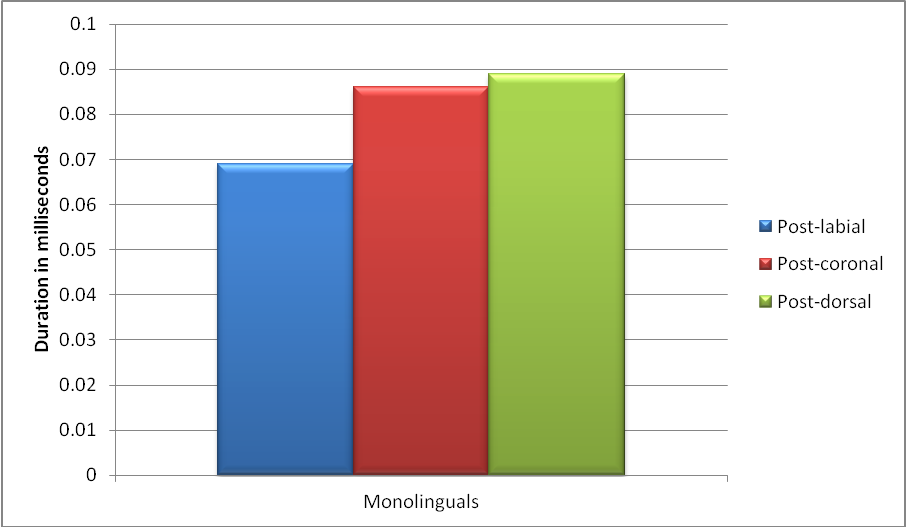 Duration in milliseconds
0.1
0.09
0.08
0.07
0.06
0.05
0.04
0.03
0.02
0.01
0
Monolinguals
Post-labial
Post-coronal
Post-dorsal